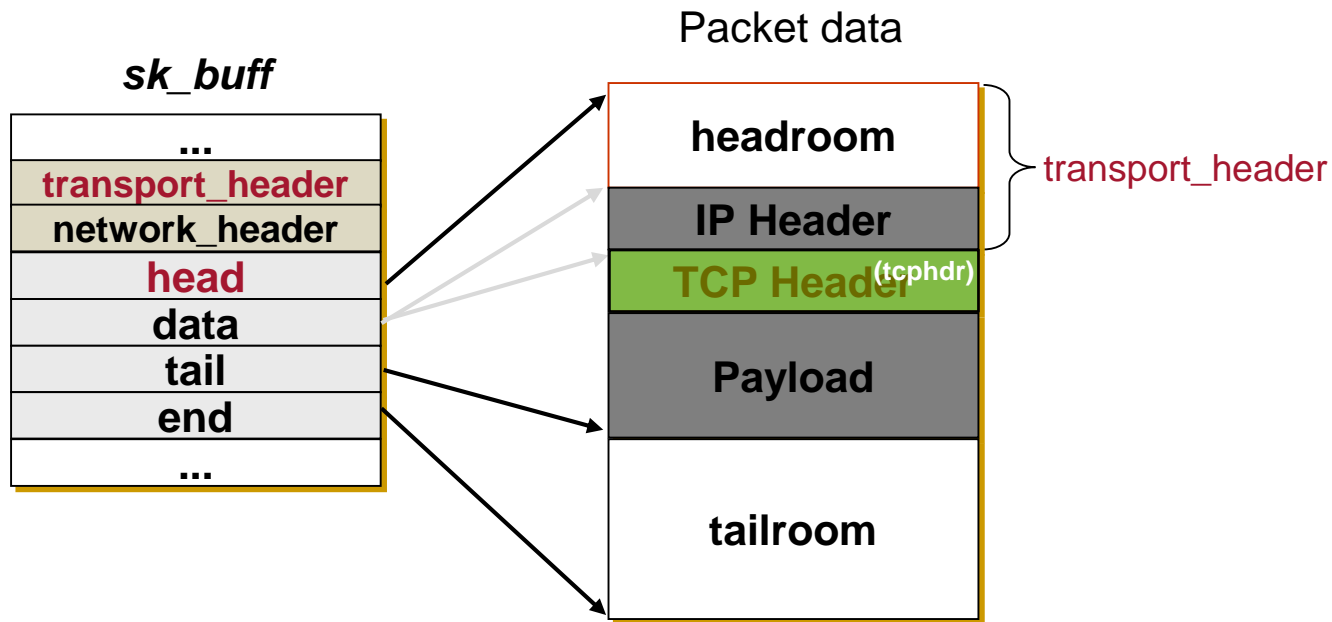 Packet data
sk_buff
...
transport_header
network_header
head
data
tail
end
...
headroom
IP Header
TCP Header
(tcphdr)
Payload
tailroom
transport_header